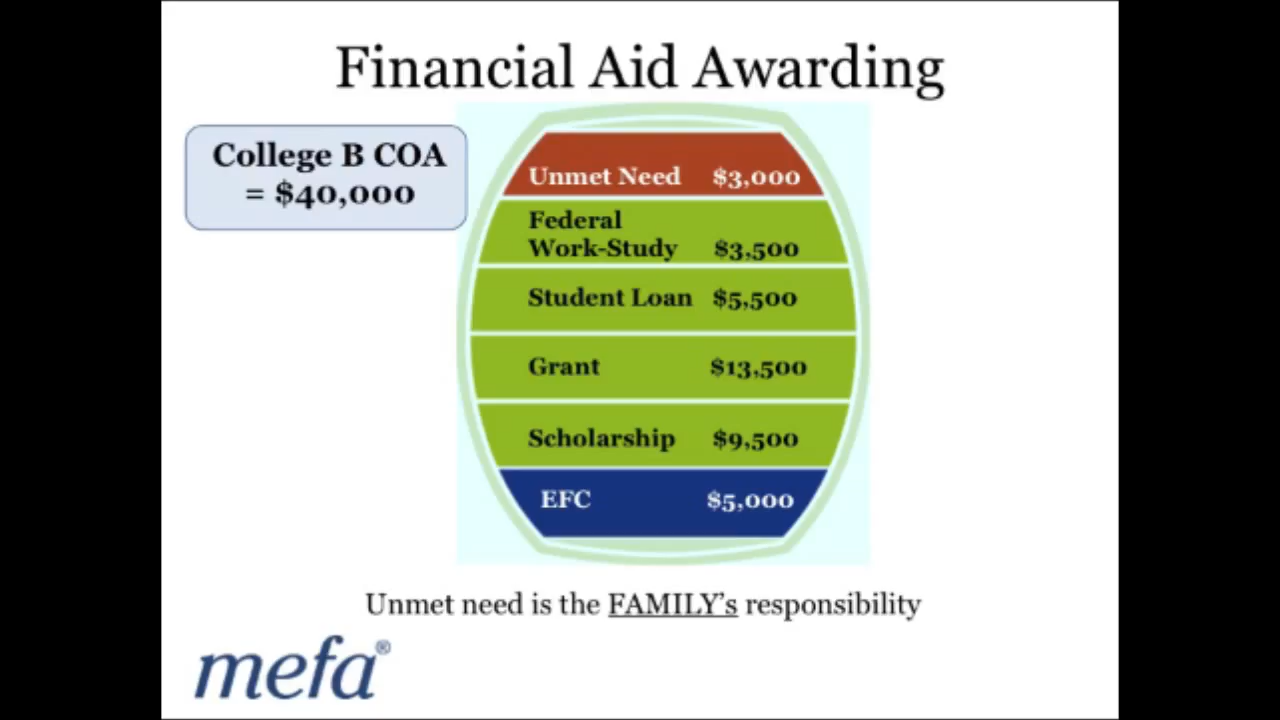 Financial Aid Awarding
College B COA
= $40,000
Unmet Need $3,000
Federal
Work-Study $3,500
Student Loan $5,500
Grant $13,500
Scholarship $9,500
EFC $5,000
Unmet need is the FAMILY's responsibility
mefa®